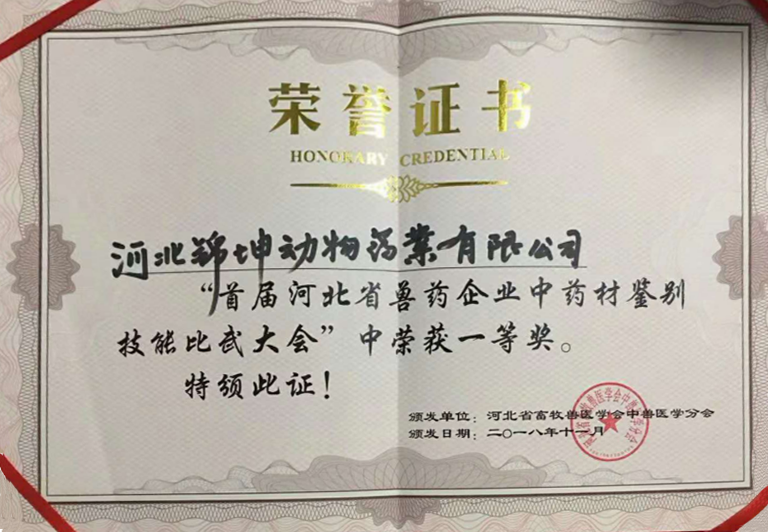 荣誉证书
HONORARY CREDENTIAL
河北锦坤动物药业有限公司
“首届河北省兽药企业中药材鉴别
技能比武大会”中荣获一等奖。
特颁此证！
颁发单位：河北省畜牧兽医学会中兽医学分会
颁发日期：二〇一八年十一月